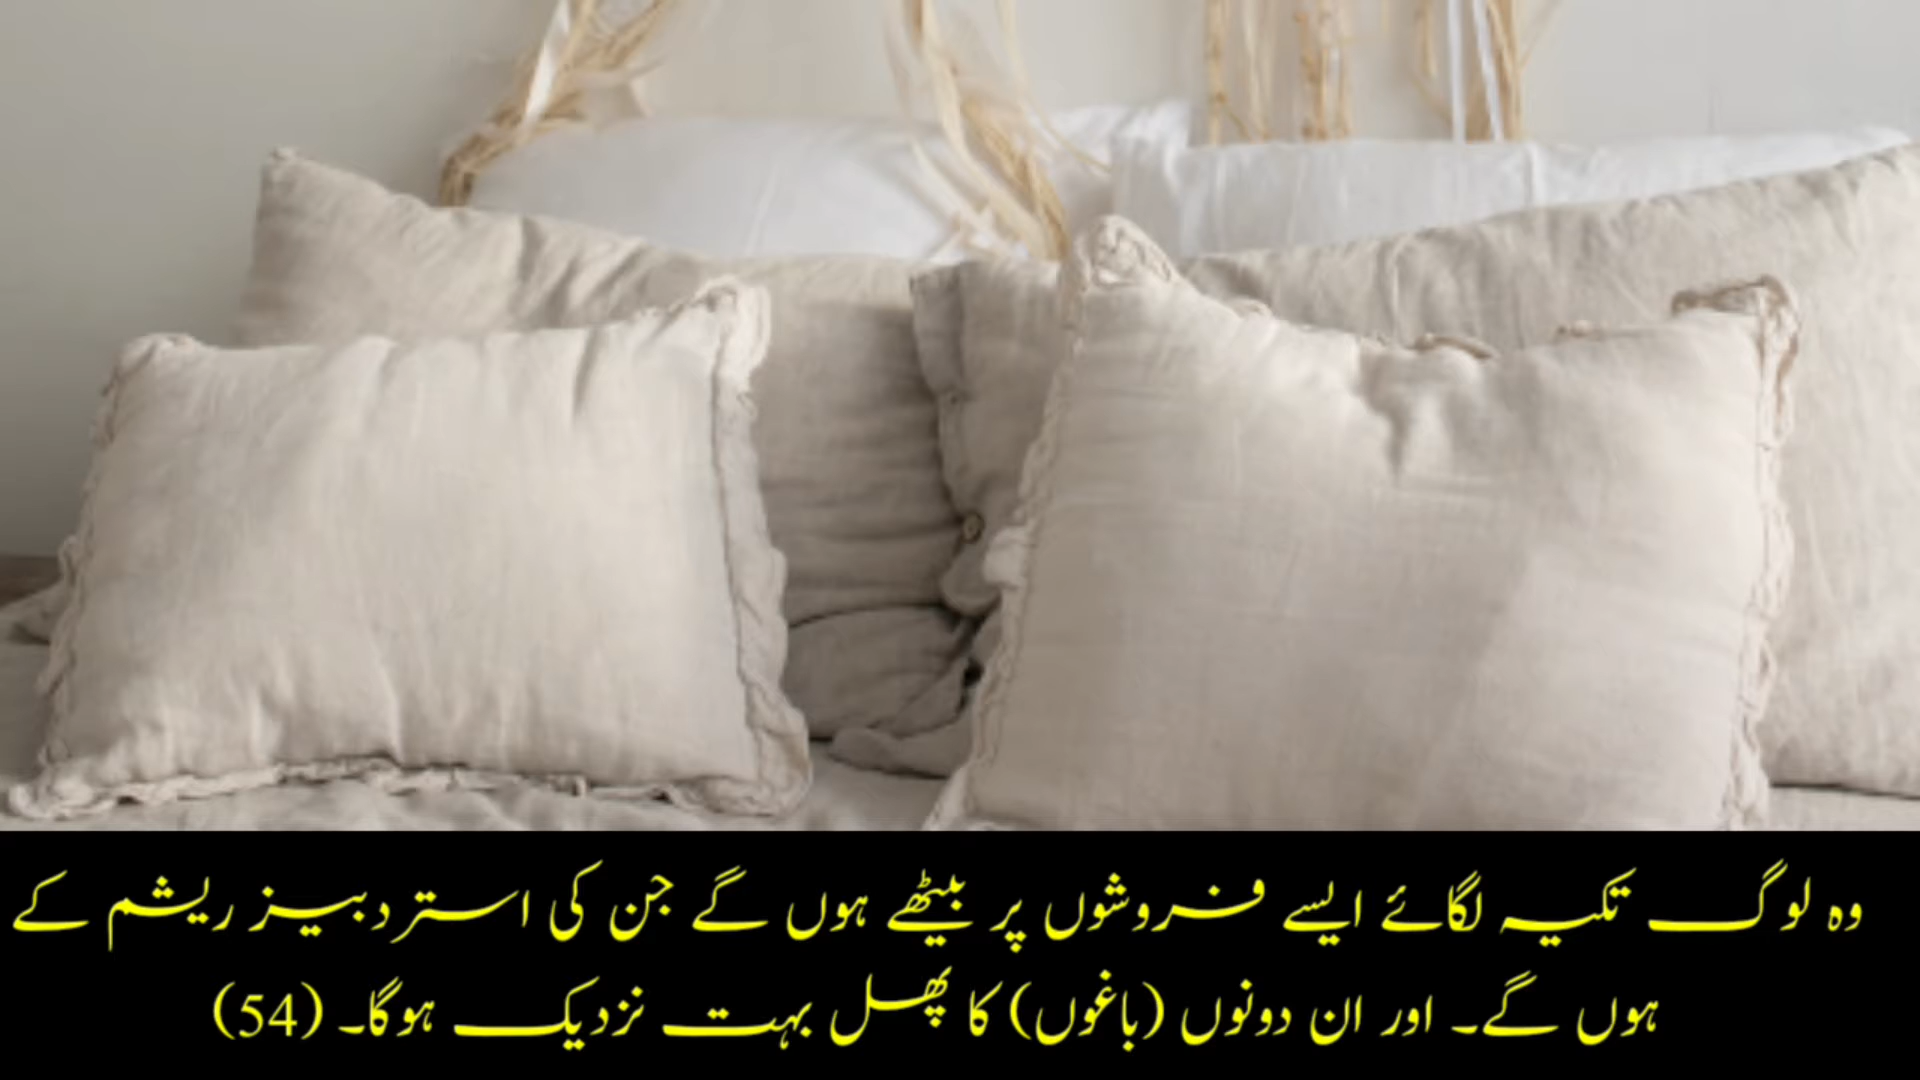 وہ لوگ تکیہ لگائے ایسے فروشوں پر بیٹھے ہوں گے جن کی استر دبیز ریشم کے
ہوں گے۔ اور ان دونوں (باغوں) کا پھل بہت نزدیک ہوگا۔ (54)